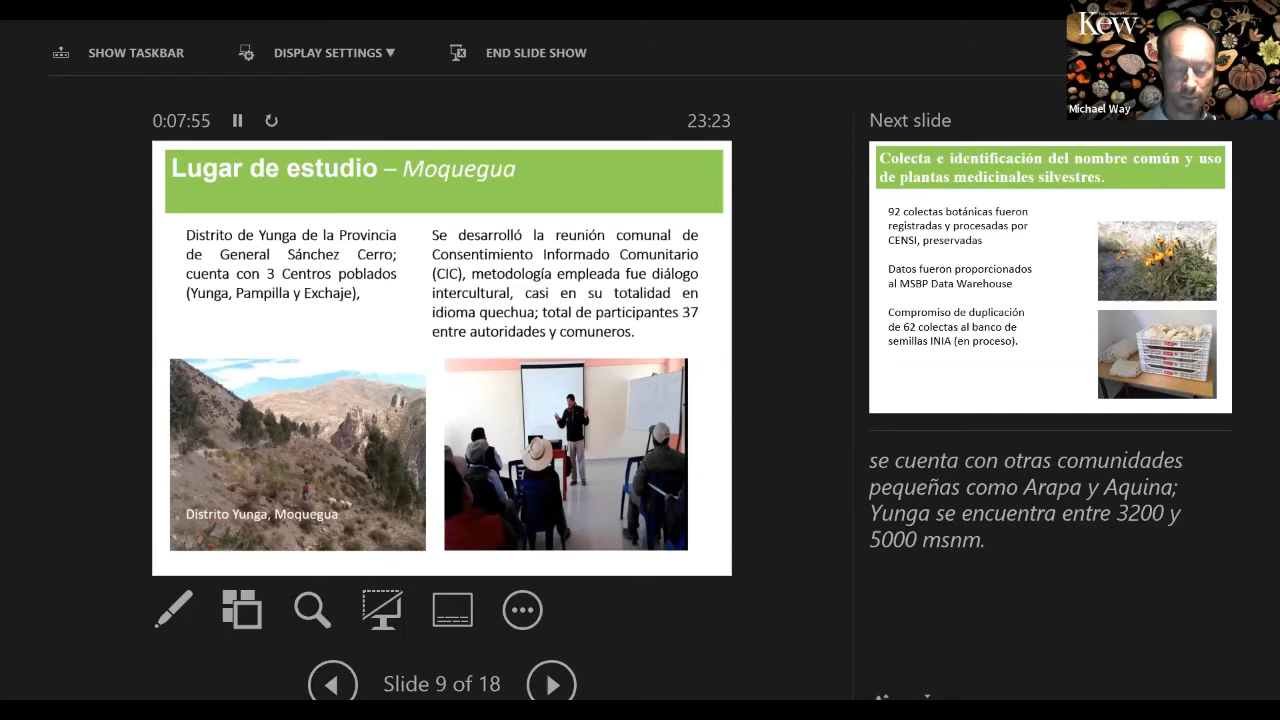 SHOW TASKBAR
DISPLAY SETTINGS ▼
END SLIDE SHOW
Kew
Michael Way
0:07:55
23:23
Next slide
Lugar de estudio – Moquegua
Distrito de Yunga de la Provincia
de General Sánchez Cerro;
cuenta con 3 Centros poblados
(Yunga, Pampilla y Exchaje),
Se desarrolló la reunión comunal de
Consentimiento Informado Comunitario
(CIC), metodología empleada fue diálogo
intercultural, casi en su totalidad en
idioma quechua; total de participantes 37
entre autoridades y comuneros.
Distrito Yunga, Moquegua
Colecta e identificación del nombre común y uso
de plantas medicinales silvestres.
92 colectas botánicas fueron
registradas y procesadas por
CENSI, preservadas
Datos fueron proporcionados
al MSBP Data Warehouse
Compromiso de duplicación
de 62 colectas al banco de
semillas INIA (en proceso).
se cuenta con otras comunidades
pequeñas como Arapa y Aquina;
Yunga se encuentra entre 3200 y
5000 msnm.
Slide 9 of 18